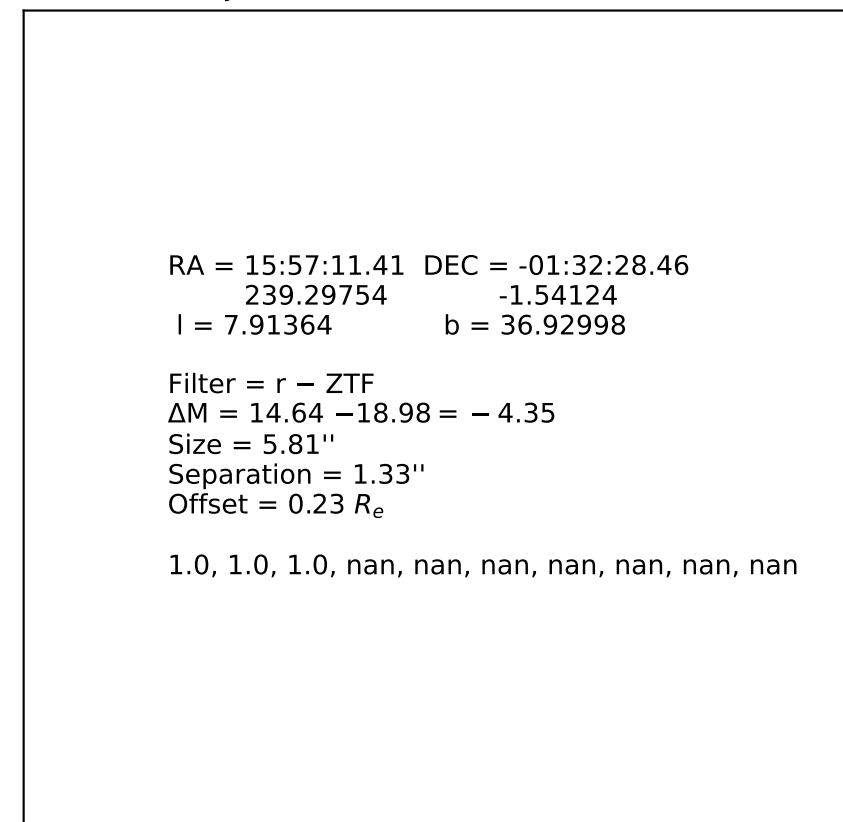 RA = 15:57:11.41 DEC = -01:32:28.46
239.29754 -1.54124
l = 7.91364 b = 36.92998
Filter = r − ZTF
ΔM = 14.64 −18.98 = − 4.35
Size = 5.81''
Separation = 1.33''
Offset = 0.23 Re
1.0, 1.0, 1.0, nan, nan, nan, nan, nan, nan, nan